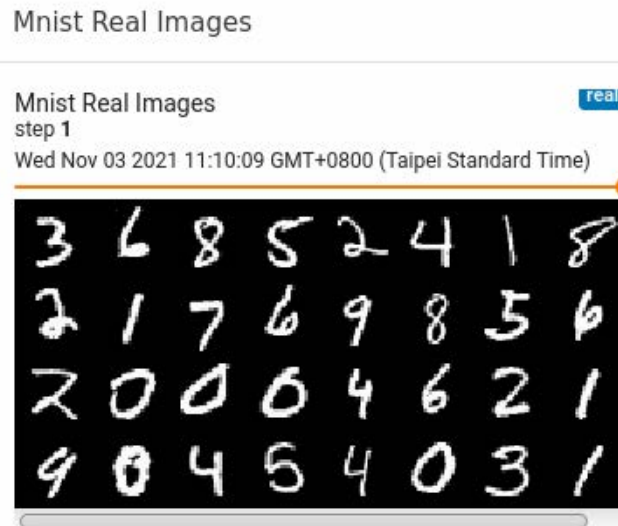 Mnist Real Images
Mnist Real Images
real
step 1
Wed Nov 03 2021 11:10:09 GMT+0800 (Taipei Standard Time)
3 6 8 5 2 4 1 8
2 1 7 6 9 8 5 6
2 0 0 0 4 6 2 1
9 0 4 5 4 0 3 1